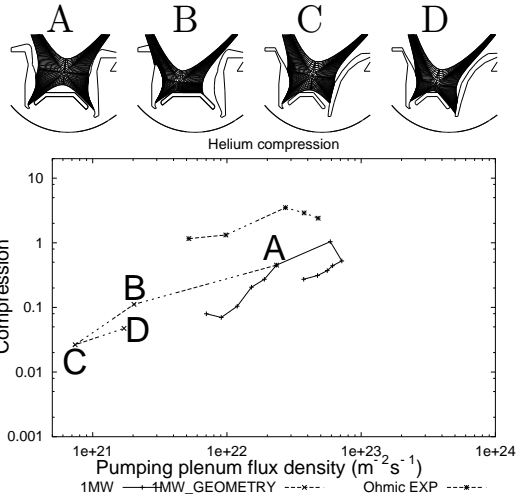 A B C D
Helium compression
10
1
0.1
0.01
0.001
Compression
A
B
D
C
1e+21 1e+22 1e+23 1e+24
Pumping plenum flux density (m⁻²s⁻¹)
1MW 1MW_GEOMETRY Ohmic EXP